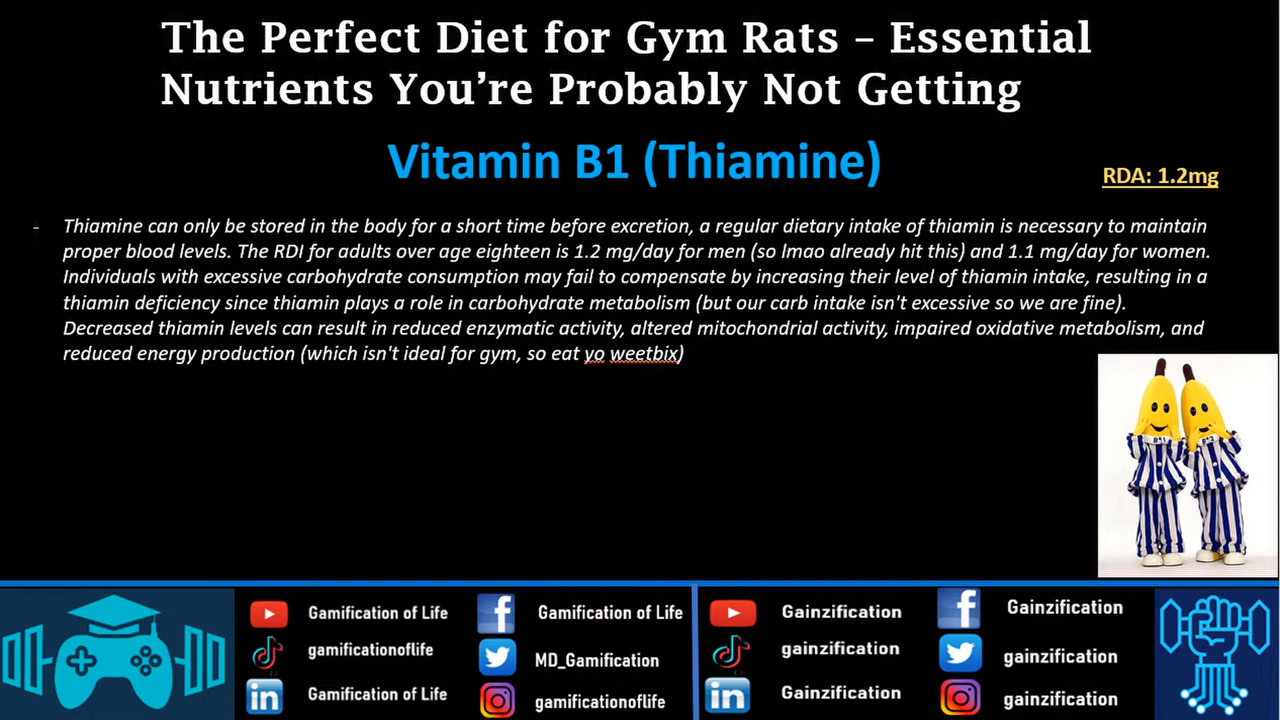 The Perfect Diet for Gym Rats – Essential
Nutrients You're Probably Not Getting
Vitamin B1 (Thiamine)
RDA: 1.2mg
- Thiamine can only be stored in the body for a short time before excretion, a regular dietary intake of thiamin is necessary to maintain
proper blood levels. The RDI for adults over age eighteen is 1.2 mg/day for men (so lmao already hit this) and 1.1 mg/day for women.
Individuals with excessive carbohydrate consumption may fail to compensate by increasing their level of thiamin intake, resulting in a
thiamin deficiency since thiamin plays a role in carbohydrate metabolism (but our carb intake isn't excessive so we are fine).
Decreased thiamin levels can result in reduced enzymatic activity, altered mitochondrial activity, impaired oxidative metabolism, and
reduced energy production (which isn't ideal for gym, so eat yo weetbix)
B1
B2
Gamification of Life
gamificationoflife
Gamification of Life
Gamification of Life
MD_Gamification
gamificationoflife
Gainzification
gainzification
Gainzification
Gainzification
gainzification
gainzification